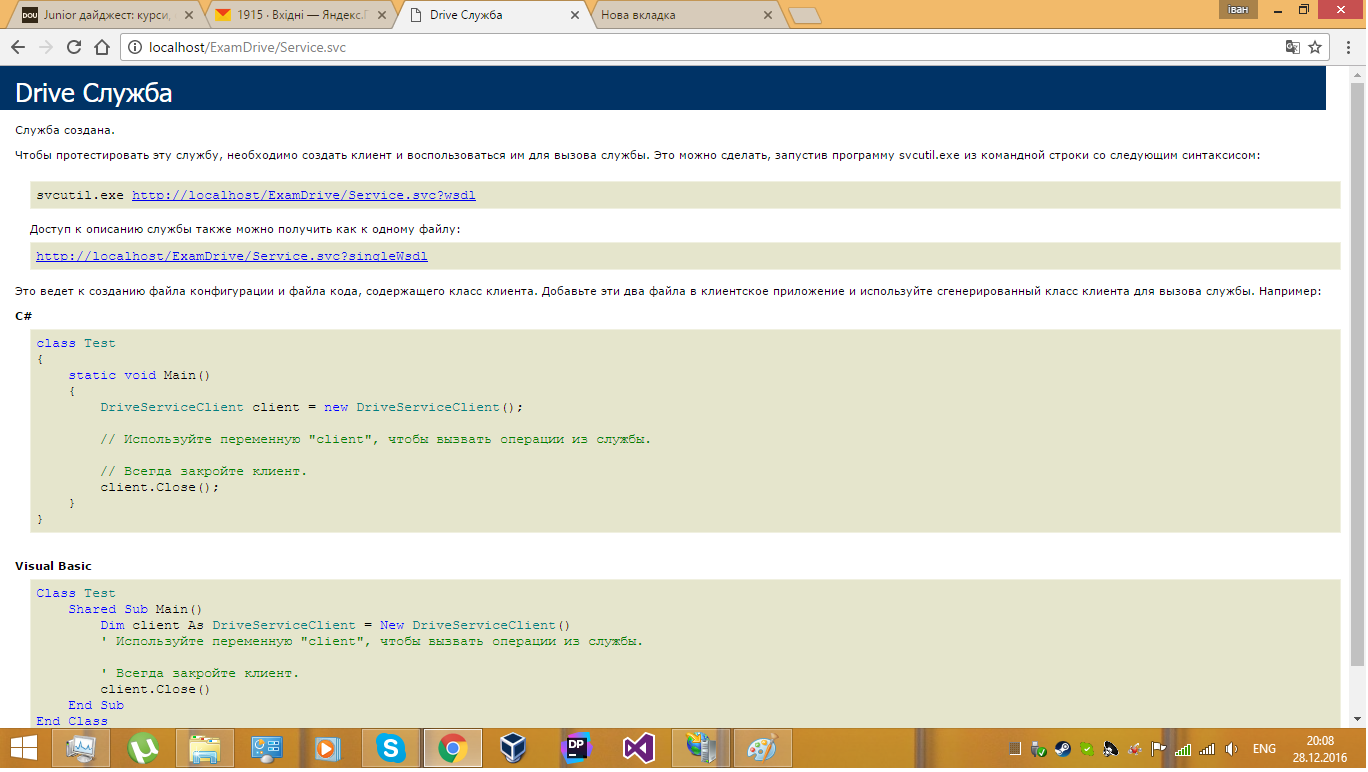 Junior дайджест: курси,
1915 · Вхідні — Яндекс.
Drive Служба
Нова вкладка
іван
localhost/ExamDrive/Service.svc
Drive Служба
Служба создана.
Чтобы протестировать эту службу, необходимо создать клиент и воспользоваться им для вызова службы. Это можно сделать, запустив программу svcutil.exe из командной строки со следующим синтаксисом:
svcutil.exe http://localhost/ExamDrive/Service.svc?wsdl
Доступ к описанию службы также можно получить как к одному файлу:
http://localhost/ExamDrive/Service.svc?singleWsdl
Это ведет к созданию файла конфигурации и файла кода, содержащего класс клиента. Добавьте эти два файла в клиентское приложение и используйте сгенерированный класс клиента для вызова службы. Например:
C#
class Test
{
static void Main()
{
DriveServiceClient client = new DriveServiceClient();
// Используйте переменную "client", чтобы вызвать операции из службы.
// Всегда закройте клиент.
client.Close();
}
}
Visual Basic
Class Test
Shared Sub Main()
Dim client As DriveServiceClient = New DriveServiceClient()
' Используйте переменную "client", чтобы вызвать операции из службы.
' Всегда закройте клиент.
client.Close()
End Sub
End Class
DP
ENG
20:08
28.12.2016